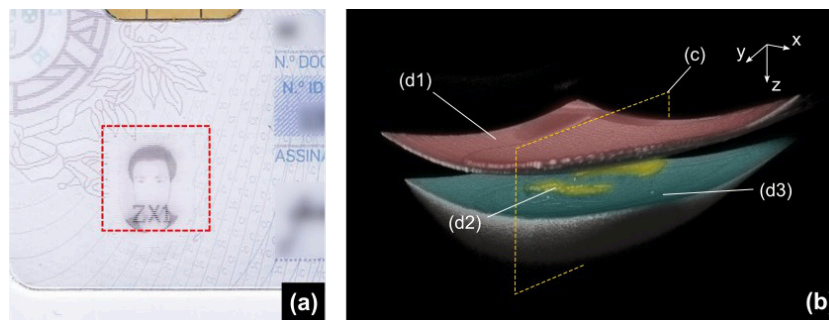 N.º DOC
N.º ID
ASSINA
ZX1
(a)
(c)
(d1)
(d2)
(d3)
x
y
z
(b)